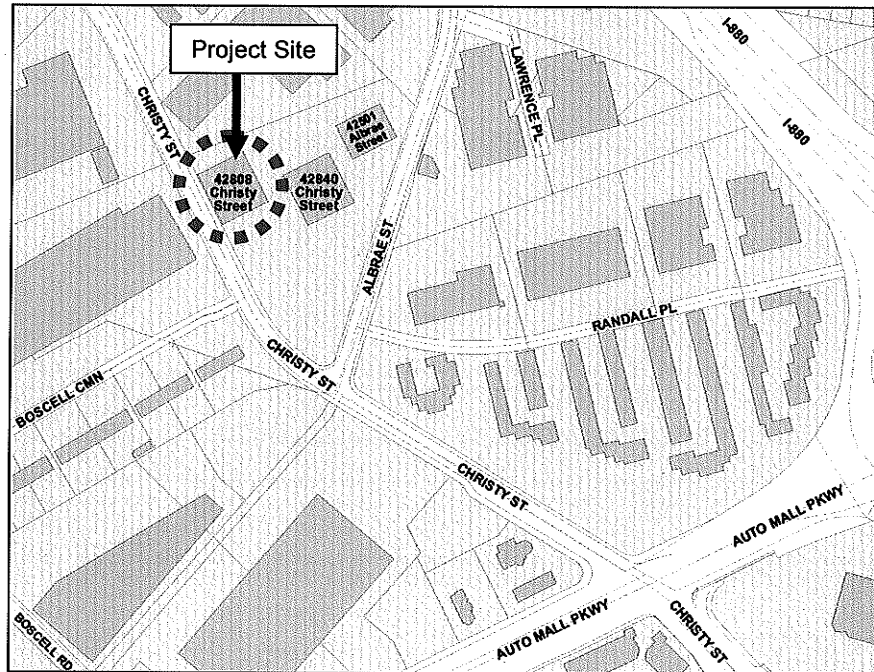 Project Site
I-880
LAWRENCE PL
CHRISTY ST
42501
Albrae
Street
I-880
42808
Christy
Street
42840
Christy
Street
ALBRAE ST
RANDALL PL
CHRISTY ST
BOSCELL CMN
CHRISTY ST
AUTO MALL PKWY
BOSCELL RD
AUTO MALL PKWY
CHRISTY ST